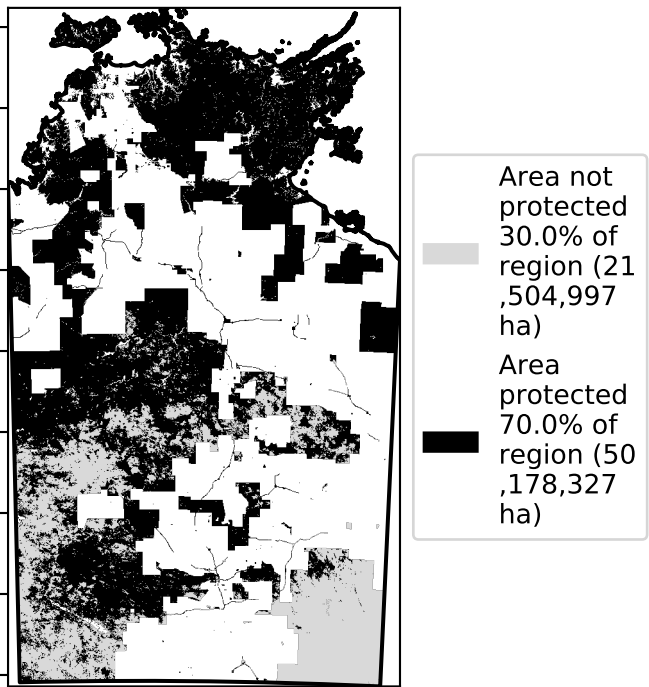 Area not
protected
30.0% of
region (21
,504,997
ha)
Area
protected
70.0% of
region (50
,178,327
ha)